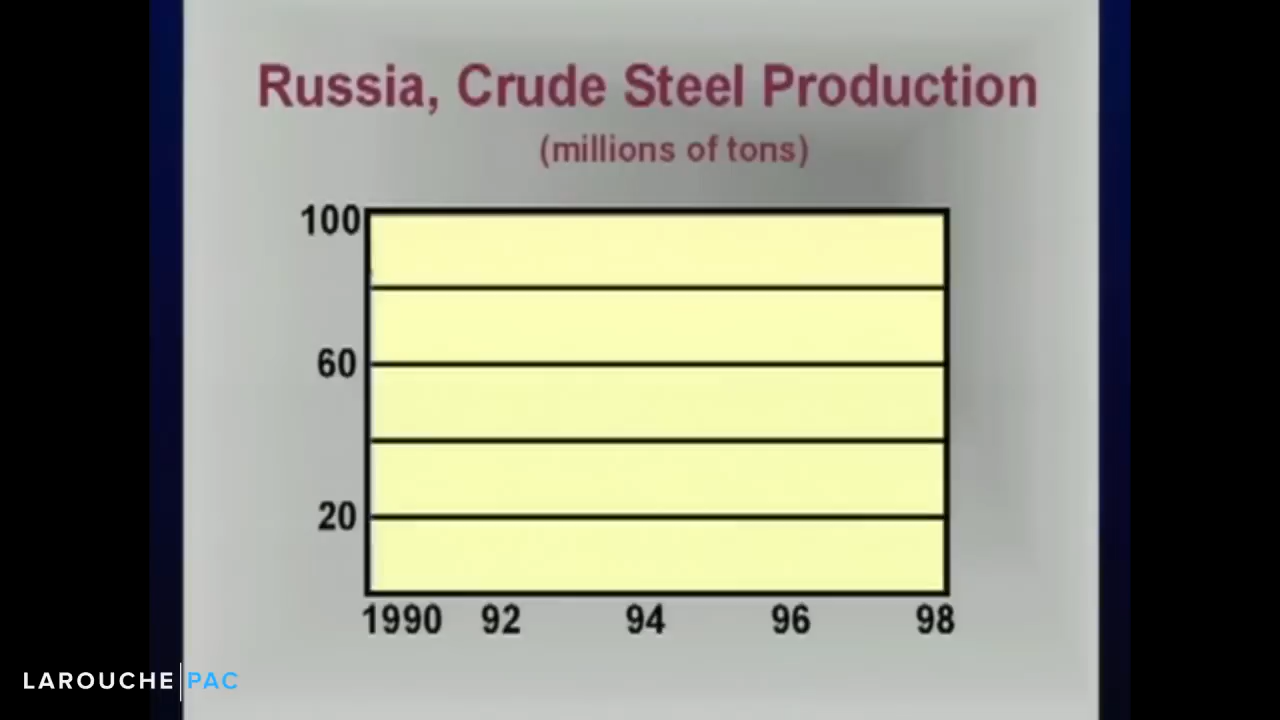 Russia, Crude Steel Production
(millions of tons)
100
60
20
1990 92 94 96 98
LAROUCHE PAC